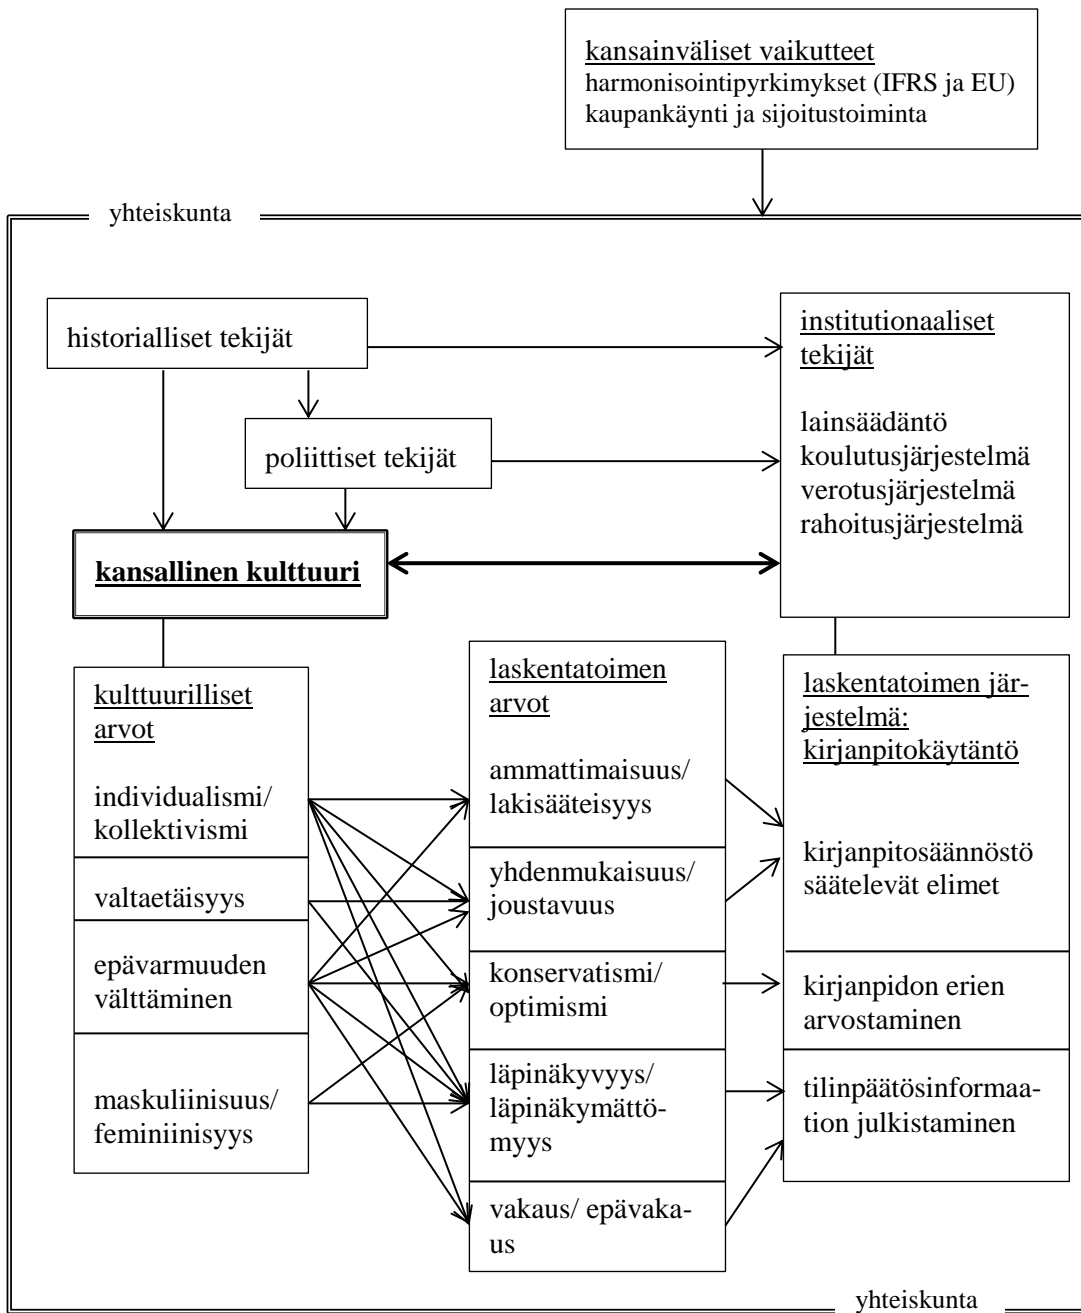 kansainväliset vaikutteet
harmonisointipyrkimykset (IFRS ja EU)
kaupankäynti ja sijoitustoiminta
yhteiskunta
historialliset tekijät
poliittiset tekijät
institutionaaliset
tekijät
lainsäädäntö
koulutusjärjestelmä
verotusjärjestelmä
rahoitusjärjestelmä
kansallinen kulttuuri
kulttuurilliset
arvot
individualismi/
kollektivismi
valtaetäisyys
epävarmuuden
välttäminen
maskuliinisuus/
feminiinisyys
laskentatoimen
arvot
ammattimaisuus/
lakisääteisyys
yhdenmukaisuus/
joustavuus
konservatismi/
optimismi
läpinäkyvyys/
läpinäkymättö-
myys
vakaus/ epävaka-
us
laskentatoimen jär-
jestelmä:
kirjanpitokäytäntö
kirjanpitosäännöstö
säätelevät elimet
kirjanpidon erien
arvostaminen
tilinpäätösinformaa-
tion julkistaminen
yhteiskunta